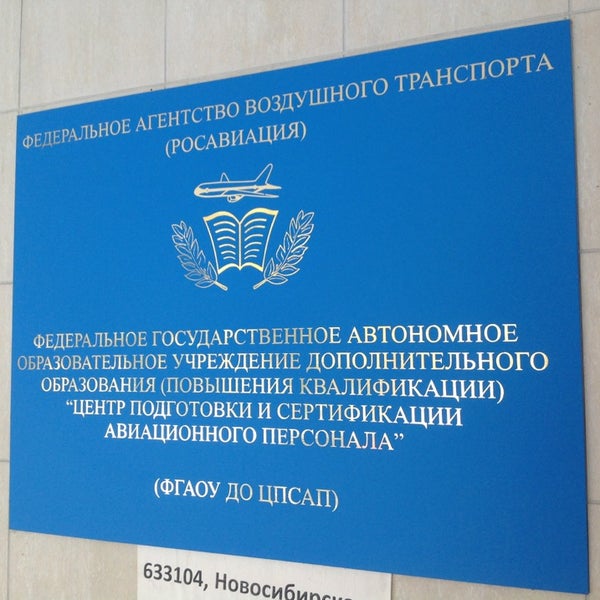 ФЕДЕРАЛЬНОЕ АГЕНТСТВО ВОЗДУШНОГО ТРАНСПОРТА
(РОСАВИАЦИЯ)
ФЕДЕРАЛЬНОЕ ГОСУДАРСТВЕННОЕ АВТОНОМНОЕ
ОБРАЗОВАТЕЛЬНОЕ УЧРЕЖДЕНИЕ ДОПОЛНИТЕЛЬНОГО
ОБРАЗОВАНИЯ (ПОВЫШЕНИЯ КВАЛИФИКАЦИИ)
“ЦЕНТР ПОДГОТОВКИ И СЕРТИФИКАЦИИ
АВИАЦИОННОГО ПЕРСОНАЛА”
(ФГАОУ ДО ЦПСАП)
633104,